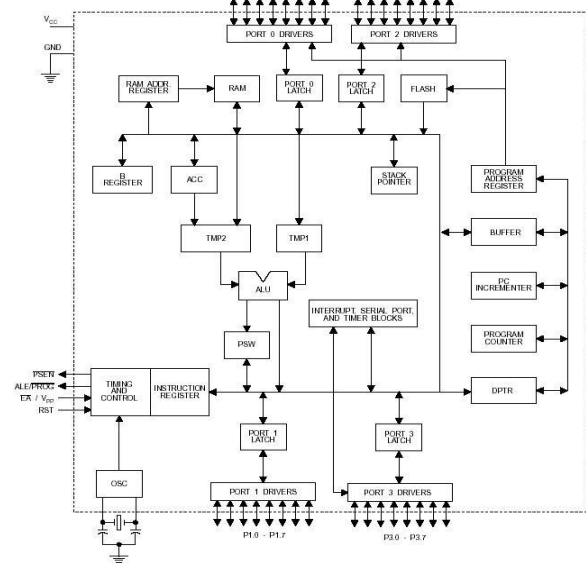 VCC
GND
PORT 0 DRIVERS
PORT 2 DRIVERS
RAM ADDR.
REGISTER
RAM
PORT 0
LATCH
PORT 2
LATCH
FLASH
B
REGISTER
ACC
STACK
POINTER
PROGRAM
ADDRESS
REGISTER
TMP2
TMP1
BUFFER
ALU
PC
INCREMENTER
INTERRUPT, SERIAL PORT,
AND TIMER BLOCKS
PSW
PROGRAM
COUNTER
PSEN
ALE/PROG
EA / VPP
RST
TIMING
AND
CONTROL
INSTRUCTION
REGISTER
DPTR
PORT 1
LATCH
PORT 3
LATCH
OSC
PORT 1 DRIVERS
PORT 3 DRIVERS
P1.0 - P1.7
P3.0 - P3.7